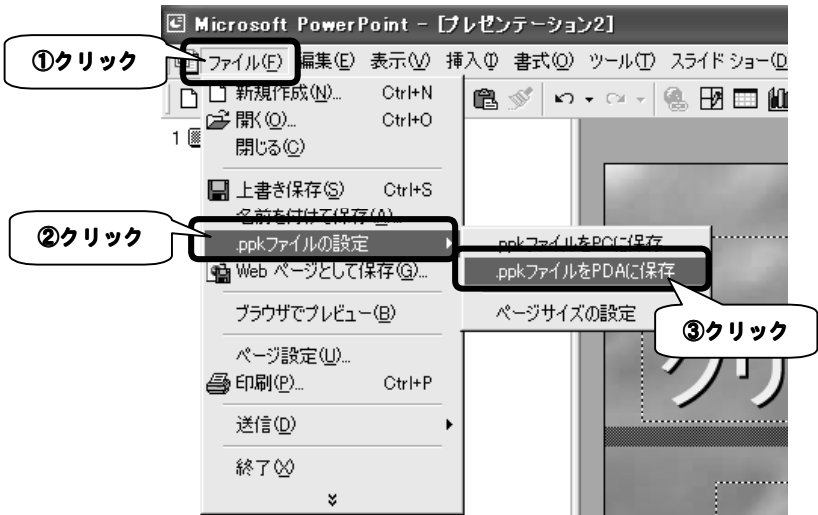 Microsoft PowerPoint - [プレゼンテーション2]
①クリック
ファイル(F) 編集(E) 表示(V) 挿入(I) 書式(O) ツール(T) スライド ショー(D
新規作成(N)... Ctrl+N
開く(O)... Ctrl+O
1
閉じる(C)
上書き保存(S) Ctrl+S
名前を付けて保存(A)...
②クリック
.ppkファイルの設定
.ppkファイルをPCに保存
Web ページとして保存(G)...
.ppkファイルをPDAに保存
ブラウザでプレビュー(B)
ページサイズの設定
③クリック
ページ設定(U)...
印刷(P)... Ctrl+P
クリ
送信(D)
終了(X)